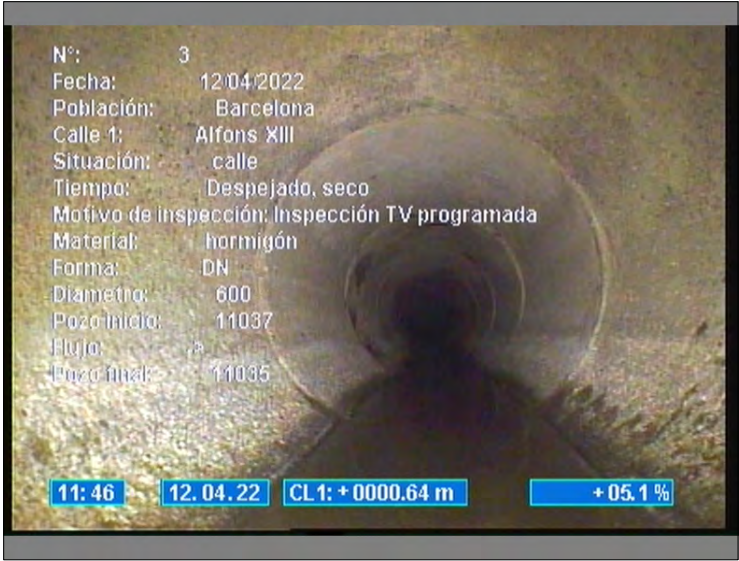 N°: 3
Fecha: 12/04/2022
Población: Barcelona
Calle 1: Alfons XIII
Situación: calle
Tiempo: Despejado, seco
Motivo de inspección: Inspección TV programada
Material: hormigón
Forma: DN
Diametro: 600
Pozo inicio: 11037
Flujo:
Pozo final: 11035
11:46 12.04.22 CL1: +0000.64 m +05.1 %